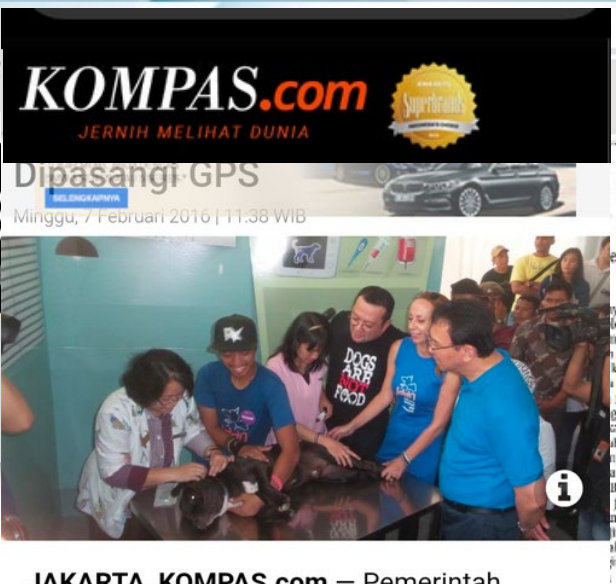 KOMPAS.com
JERNIH MELIHAT DUNIA
Superbrands
Dipasangi GPS
SELENGKAPNYA
Minggu, 7 Februari 2016 | 11:38 WIB
DOGS
ARE
NOT
FOOD
i
JAKARTA, KOMPAS.com — Pemerintah